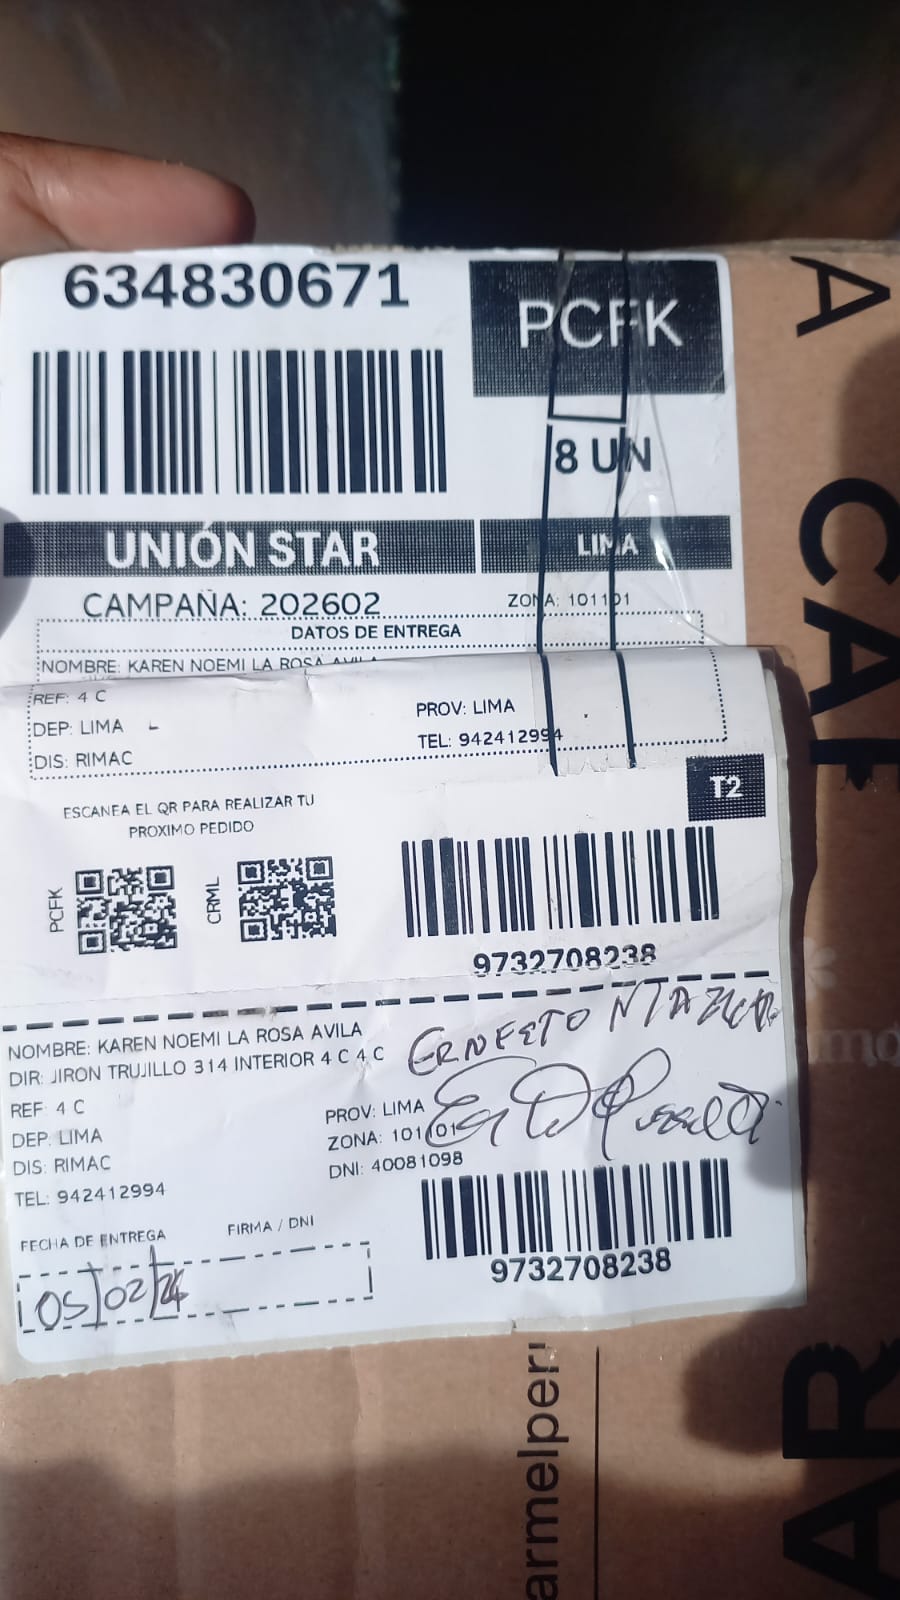 634830671
PCFK
8 UN
UNIÓN STAR
LIMA
CAMPAÑA: 202602
ZONA: 101101
DATOS DE ENTREGA
NOMBRE: KAREN NOEMI LA ROSA AVILA
REF: 4 C
DEP: LIMA
PROV: LIMA
DIS: RIMAC
TEL: 942412994
T2
ESCANEA EL QR PARA REALIZAR TU
PROXIMO PEDIDO
PCFK
CRML
9732708238
NOMBRE: KAREN NOEMI LA ROSA AVILA
DIR: JIRON TRUJILLO 314 INTERIOR 4 C 4 C
ERNESTO
REF: 4 C
DEP: LIMA
PROV: LIMA
DIS: RIMAC
ZONA: 101101
TEL: 942412994
DNI: 40081098
FECHA DE ENTREGA
FIRMA / DNI
05/02/26
9732708238
armelper